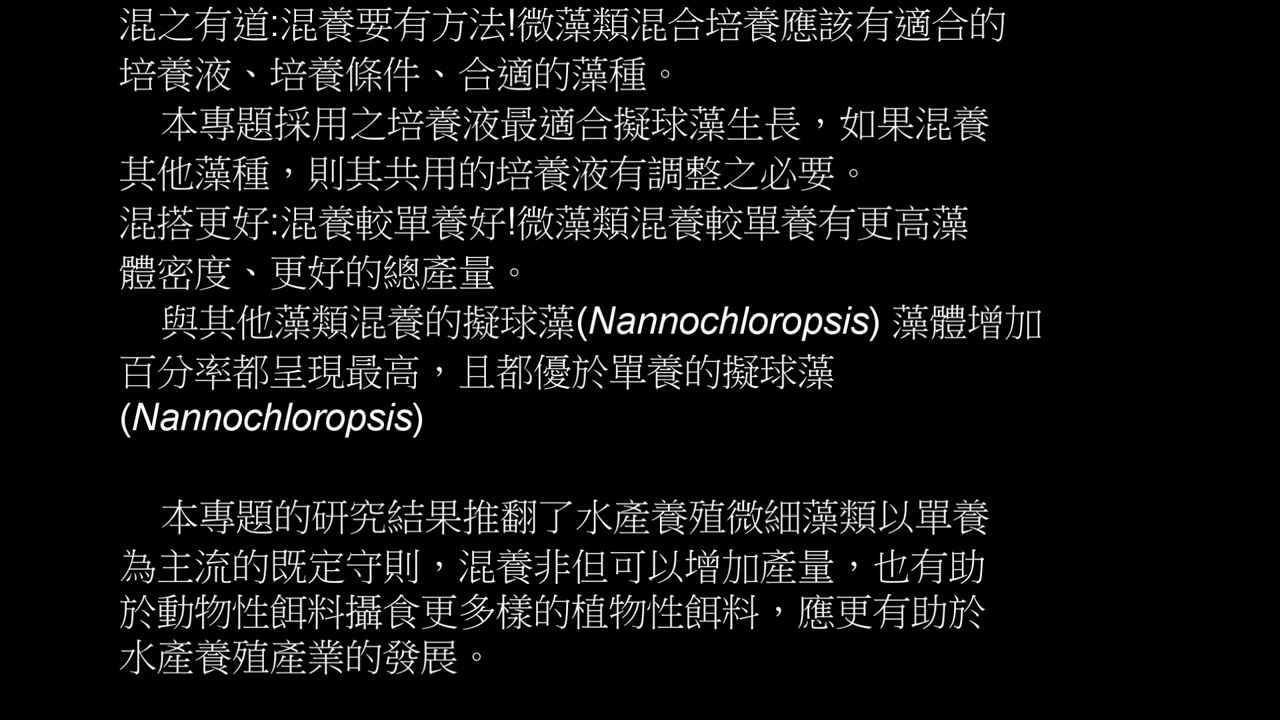 混之有道:混養要有方法!微藻類混合培養應該有適合的
培養液、培養條件、合適的藻種。
本專題採用之培養液最適合擬球藻生長，如果混養
其他藻種，則其共用的培養液有調整之必要。
混搭更好:混養較單養好!微藻類混養較單養有更高藻
體密度、更好的總產量。
與其他藻類混養的擬球藻(Nannochloropsis) 藻體增加
百分率都呈現最高，且都優於單養的擬球藻
(Nannochloropsis)
本專題的研究結果推翻了水產養殖微細藻類以單養
為主流的既定守則，混養非但可以增加產量，也有助
於動物性餌料攝食更多樣的植物性餌料，應更有助於
水產養殖產業的發展。